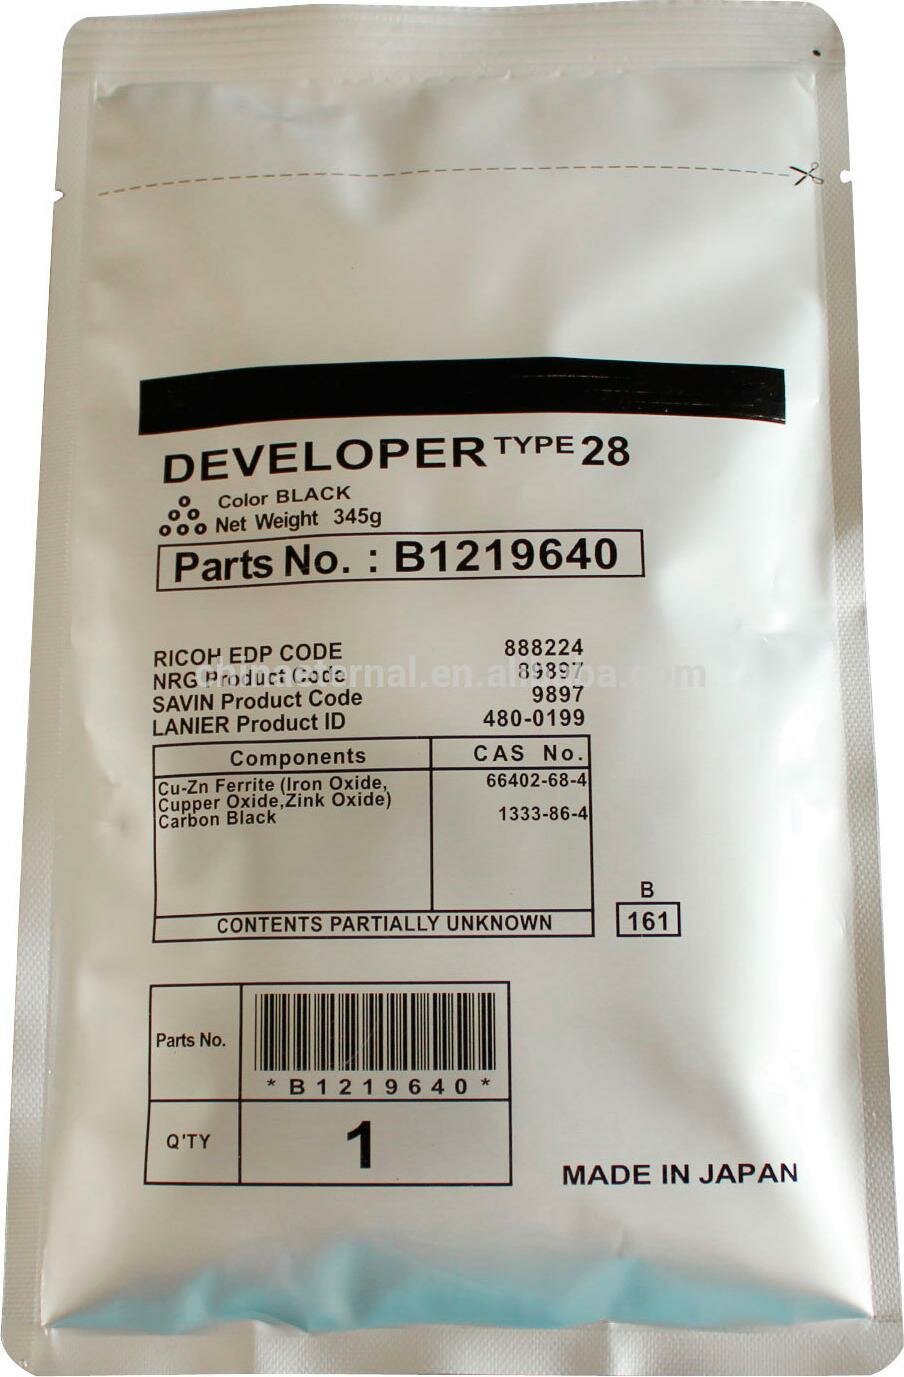 DEVELOPER TYPE 28
Color BLACK
Net Weight 345g
Parts No. : B1219640
RICOH EDP CODE 888224
NRG Product Code 89897
SAVIN Product Code 9897
LANIER Product ID 480-0199
Components CAS No.
Cu-Zn Ferrite (Iron Oxide, 66402-68-4
Cupper Oxide,Zink Oxide)
Carbon Black 1333-86-4
CONTENTS PARTIALLY UNKNOWN
B
161
Parts No.
*B1219640*
Q'TY 1
MADE IN JAPAN